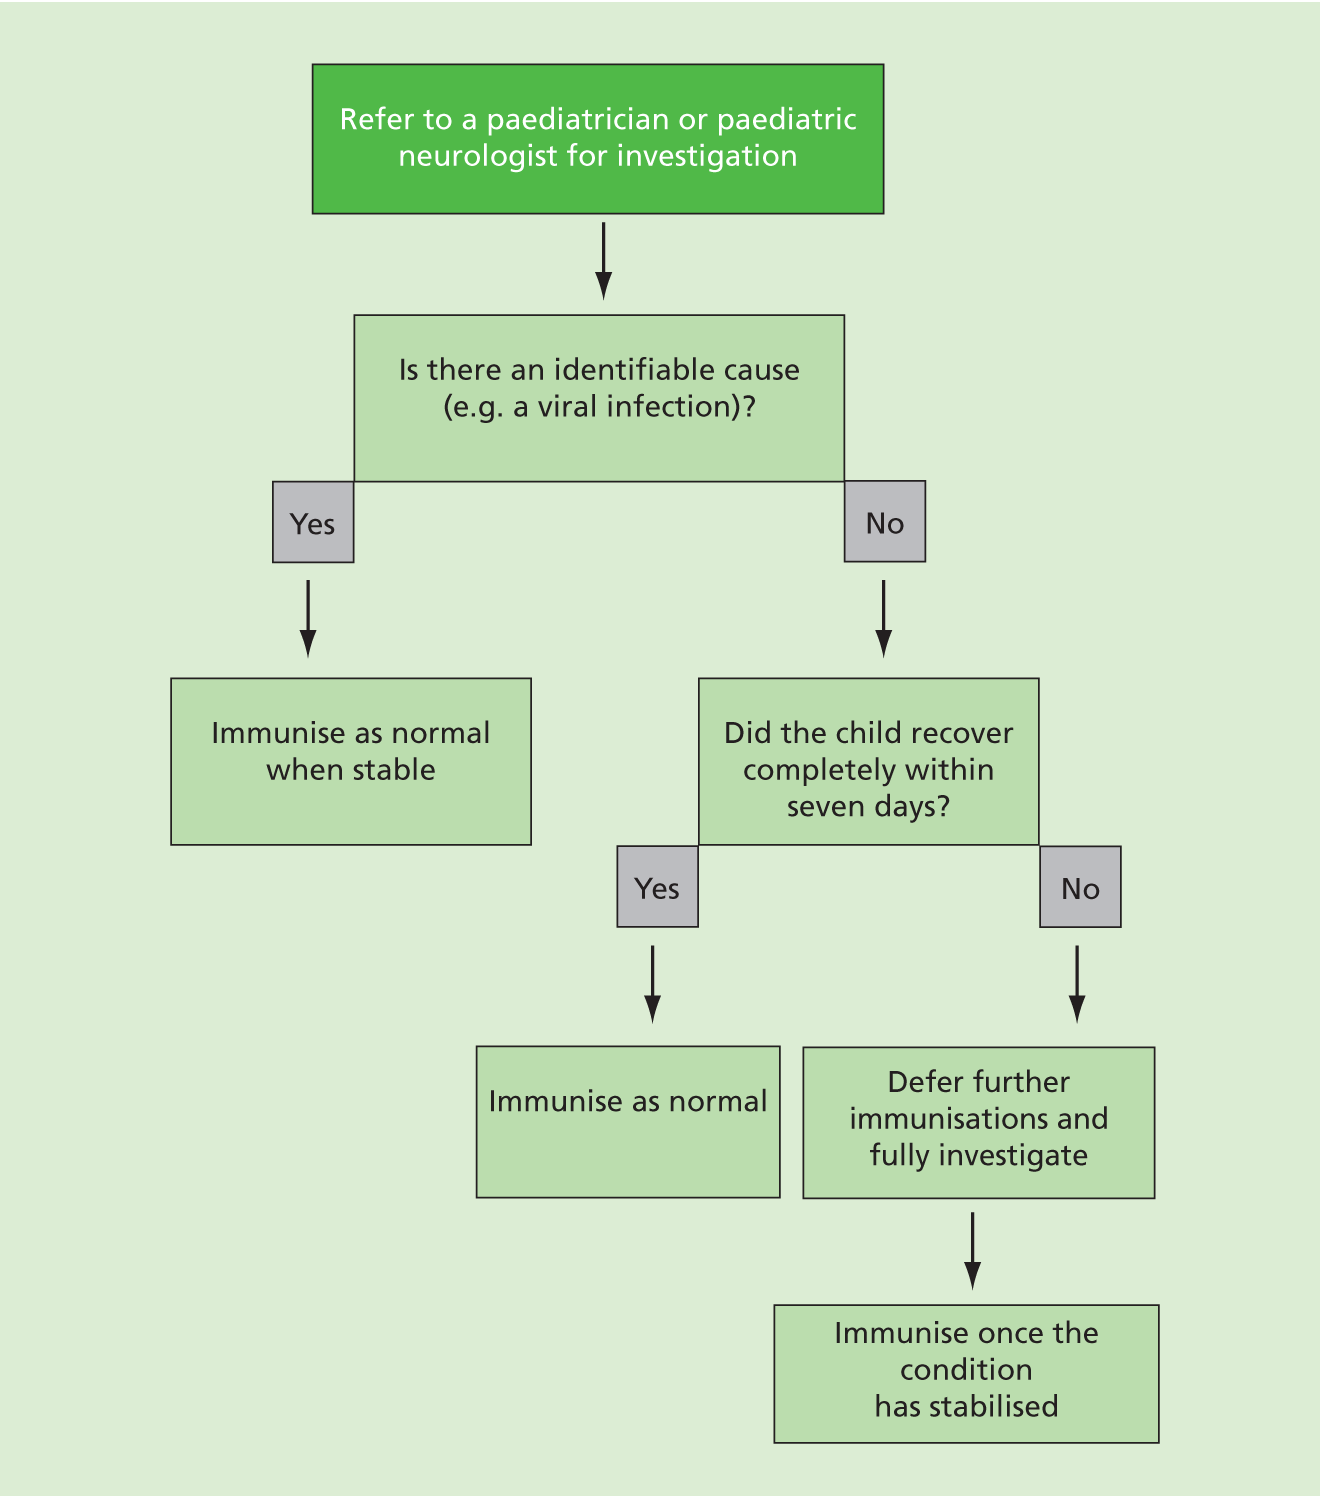 Refer to a paediatrician or paediatric
neurologist for investigation
Is there an identifiable cause
(e.g. a viral infection)?
Yes
No
Immunise as normal
when stable
Did the child recover
completely within
seven days?
Yes
No
Immunise as normal
Defer further
immunisations and
fully investigate
Immunise once the
condition
has stabilised